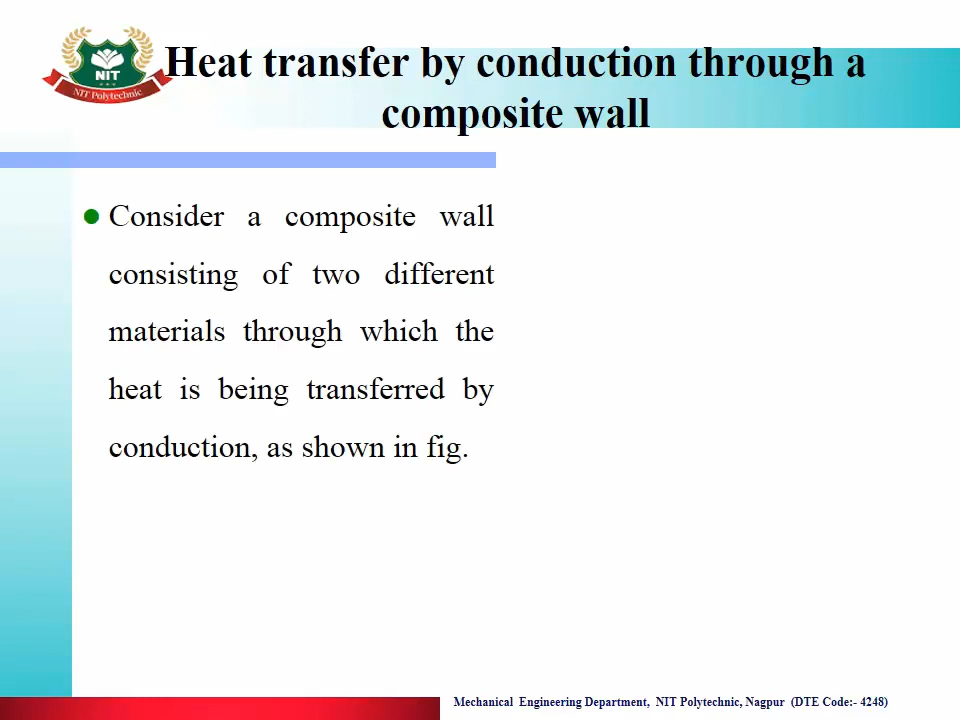 NIT
NIT Polytechnic
Heat transfer by conduction through a
composite wall
Consider a composite wall
consisting of two different
materials through which the
heat is being transferred by
conduction, as shown in fig.
Mechanical Engineering Department, NIT Polytechnic, Nagpur (DTE Code:- 4248)